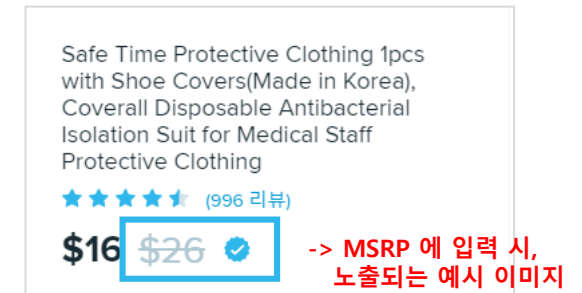 Safe Time Protective Clothing 1pcs
with Shoe Covers(Made in Korea),
Coverall Disposable Antibacterial
Isolation Suit for Medical Staff
Protective Clothing
(996 리뷰)
$16 $26 -> MSRP 에 입력 시,
노출되는 예시 이미지